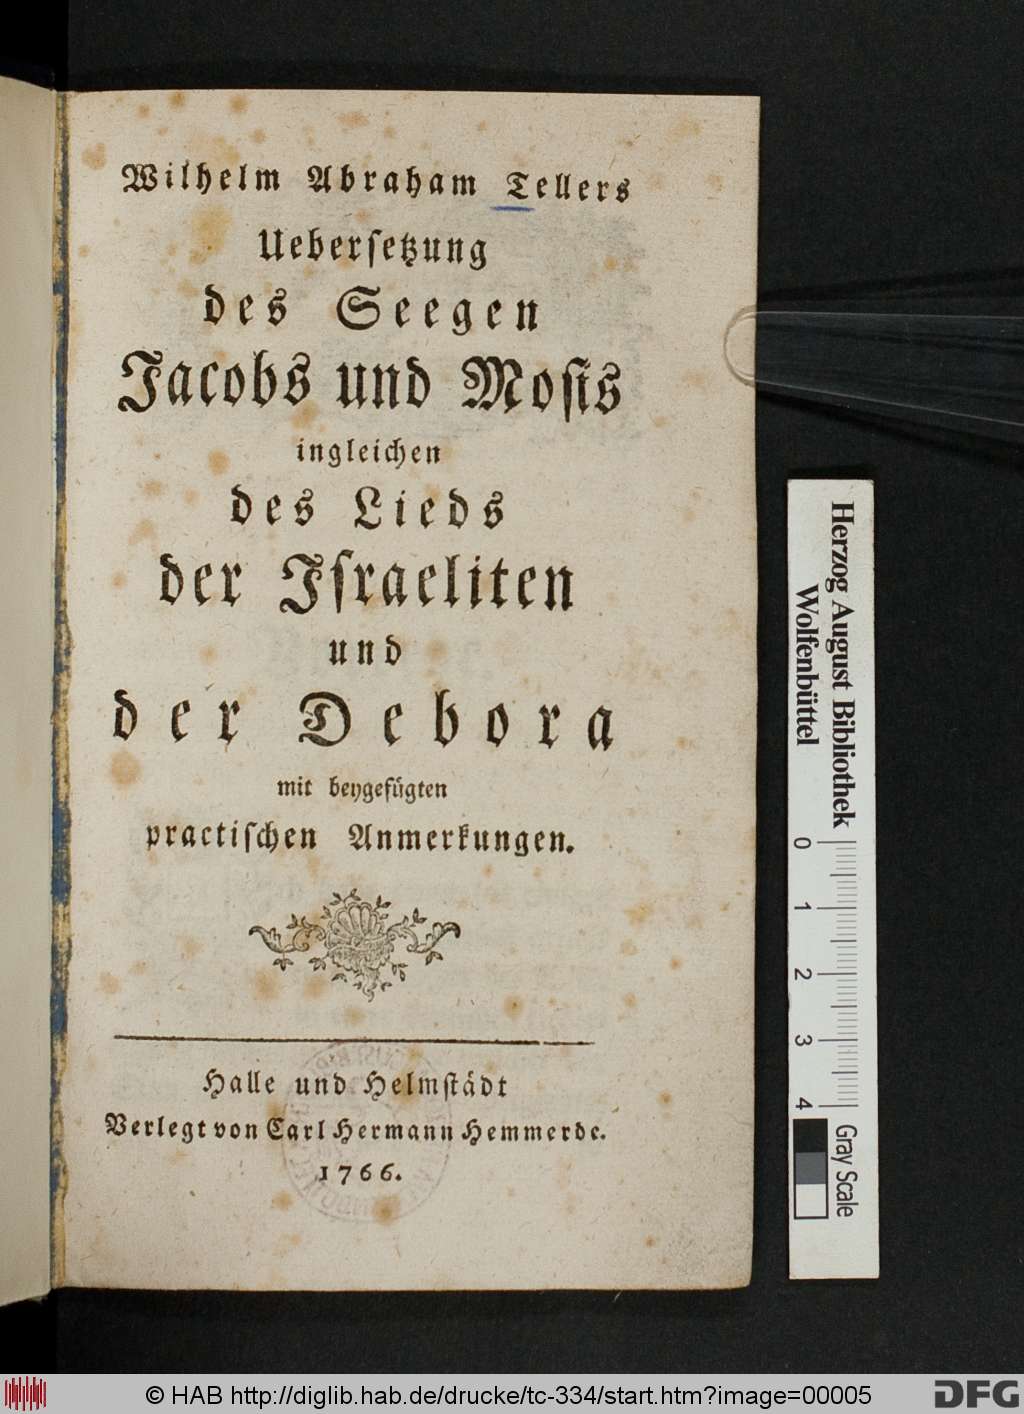 Wilhelm Abraham Tellers
Ueberſetzung
des Seegen
Jacobs und Moſis
ingleichen
des Lieds
der Iſraeliten
und
der Debora
mit beygefügten
practiſchen Anmerkungen.
Halle und Helmſtädt
Verlegt von Carl Hermann Hemmerde.
1766.
Herzog August Bibliothek
Wolfenbüttel
0
1
2
3
4
Gray Scale
© HAB http://diglib.hab.de/drucke/tc-334/start.htm?image=00005
DFG